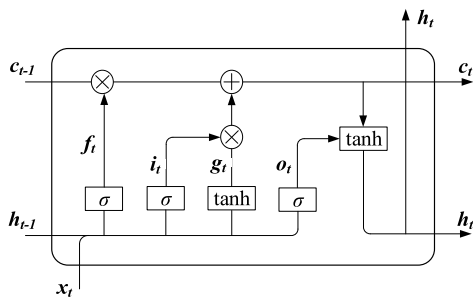 h_t
c_{t-1}
c_t
f_t
i_t
g_t
o_t
tanh
σ
σ
tanh
σ
h_{t-1}
h_t
x_t